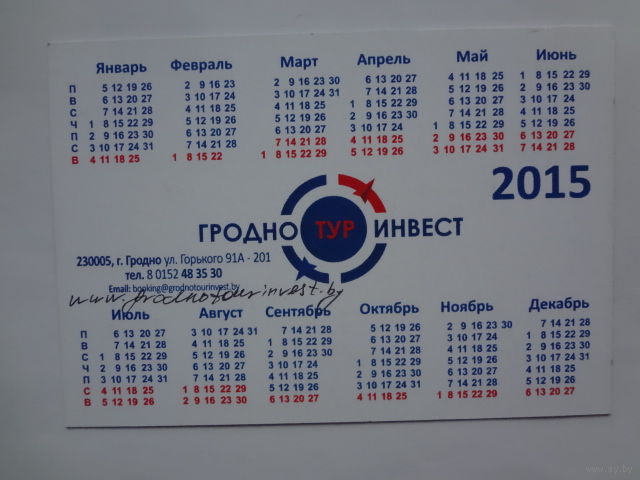 Январь Февраль Март Апрель Май Июнь
П 5 12 19 26 2 9 16 23 2 9 16 23 30 6 13 20 27 4 11 18 25 1 8 15 22 29
В 6 13 20 27 3 10 17 24 3 10 17 24 31 7 14 21 28 5 12 19 26 2 9 16 23 30
С 7 14 21 28 4 11 18 25 4 11 18 25 1 8 15 22 29 6 13 20 27 3 10 17 24
Ч 1 8 15 22 29 5 12 19 26 5 12 19 26 2 9 16 23 30 7 14 21 28 4 11 18 25
П 2 9 16 23 30 6 13 20 27 6 13 20 27 3 10 17 24 1 8 15 22 29 5 12 19 26
С 3 10 17 24 31 7 14 21 28 7 14 21 28 4 11 18 25 2 9 16 23 30 6 13 20 27
В 4 11 18 25 1 8 15 22 1 8 15 22 29 5 12 19 26 3 10 17 24 31 7 14 21 28
2015
ГРОДНО ТУР ИНВЕСТ
230005, г. Гродно ул. Горького 91А - 201
тел. 8 0152 48 35 30
Email: booking@grodnotourinvest.by
www.grodnotourinvest.by
Июль Август Сентябрь Октябрь Ноябрь Декабрь
П 6 13 20 27 3 10 17 24 31 7 14 21 28 5 12 19 26 2 9 16 23 30 7 14 21 28
В 7 14 21 28 4 11 18 25 1 8 15 22 29 6 13 20 27 3 10 17 24 1 8 15 22 29
С 1 8 15 22 29 5 12 19 26 2 9 16 23 30 7 14 21 28 4 11 18 25 2 9 16 23 30
Ч 2 9 16 23 30 6 13 20 27 3 10 17 24 1 8 15 22 29 5 12 19 26 3 10 17 24 31
П 3 10 17 24 31 7 14 21 28 4 11 18 25 2 9 16 23 30 6 13 20 27 4 11 18 25
С 4 11 18 25 1 8 15 22 29 5 12 19 26 3 10 17 24 31 7 14 21 28 5 12 19 26
В 5 12 19 26 2 9 16 23 30 6 13 20 27 4 11 18 25 1 8 15 22 29 6 13 20 27
www.ay.by